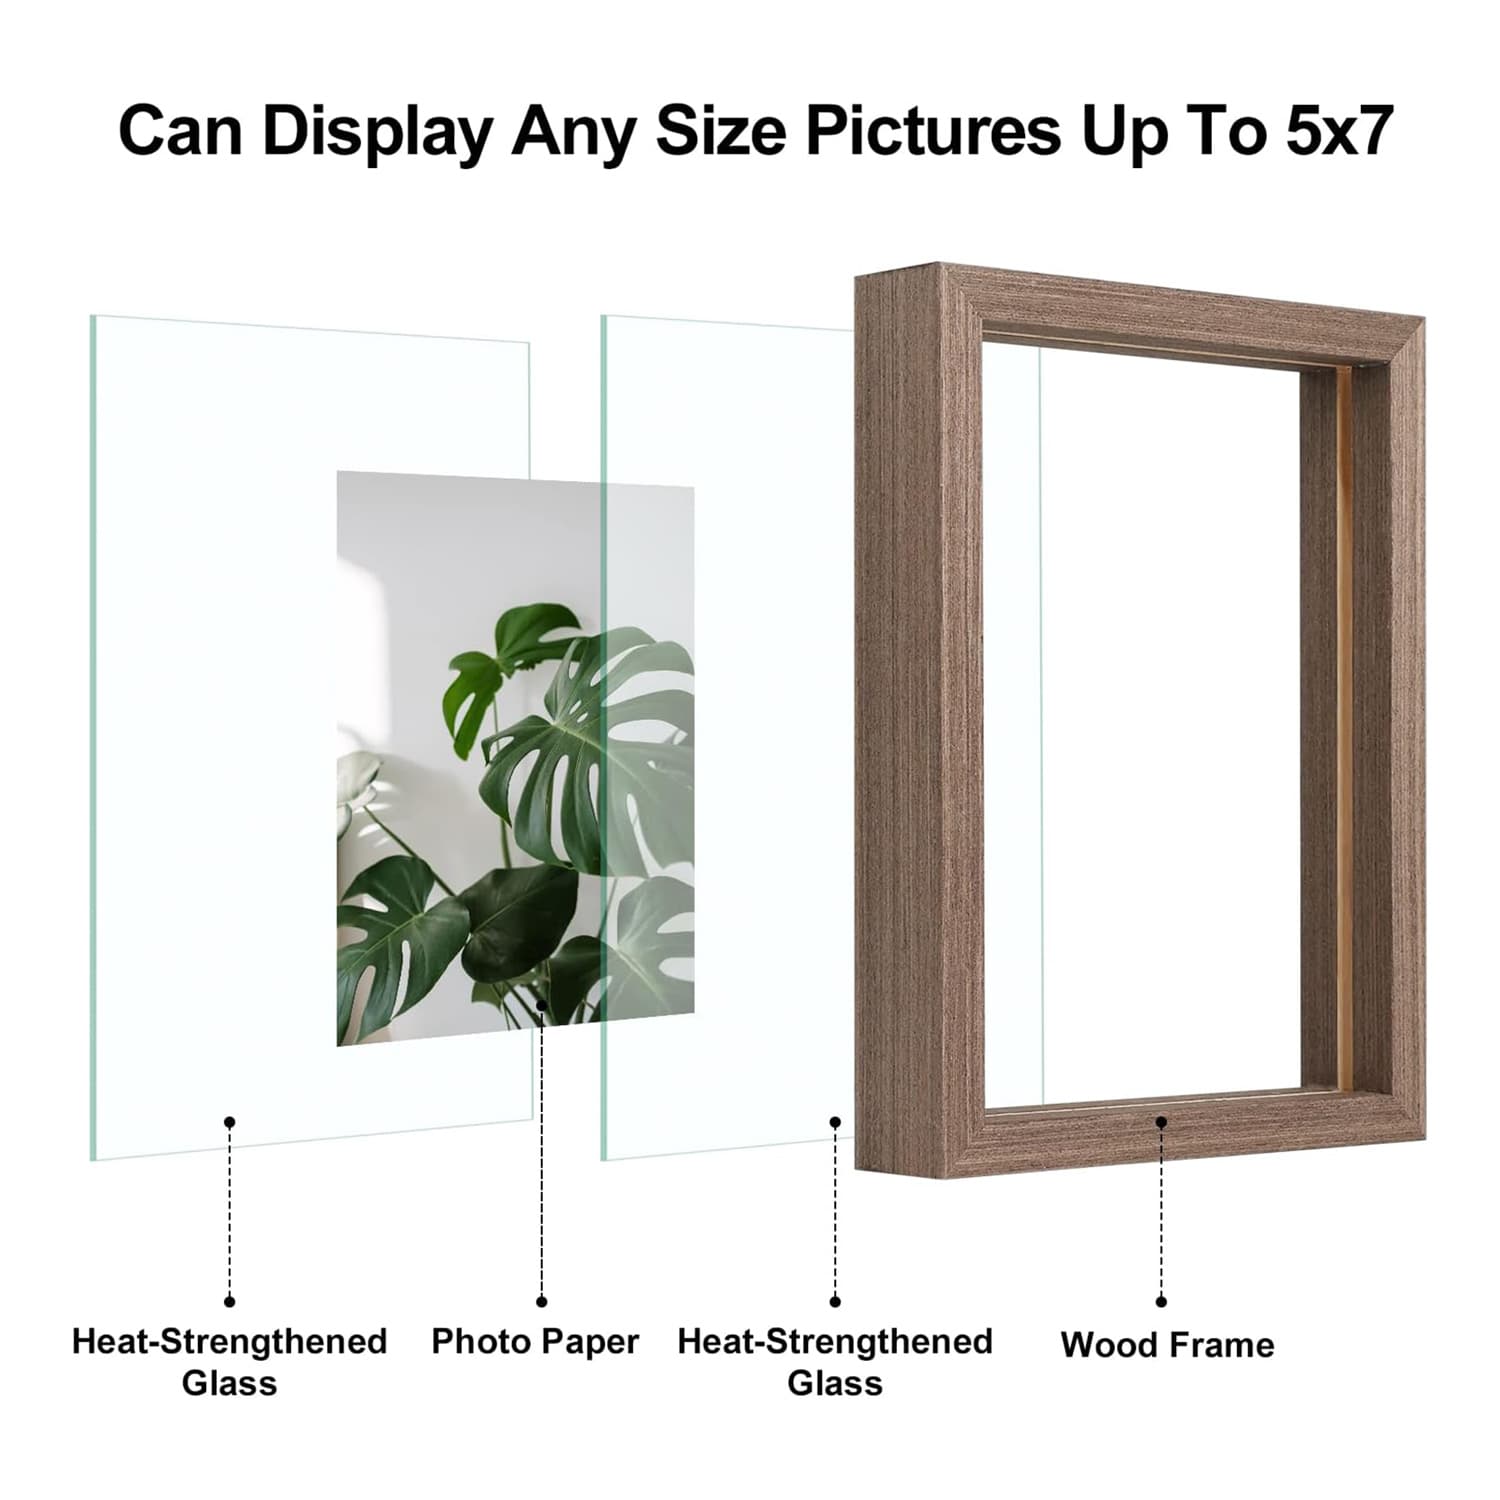 Can Display Any Size Pictures Up To 5x7
Heat-Strengthened
Glass
Photo Paper
Heat-Strengthened
Glass
Wood Frame